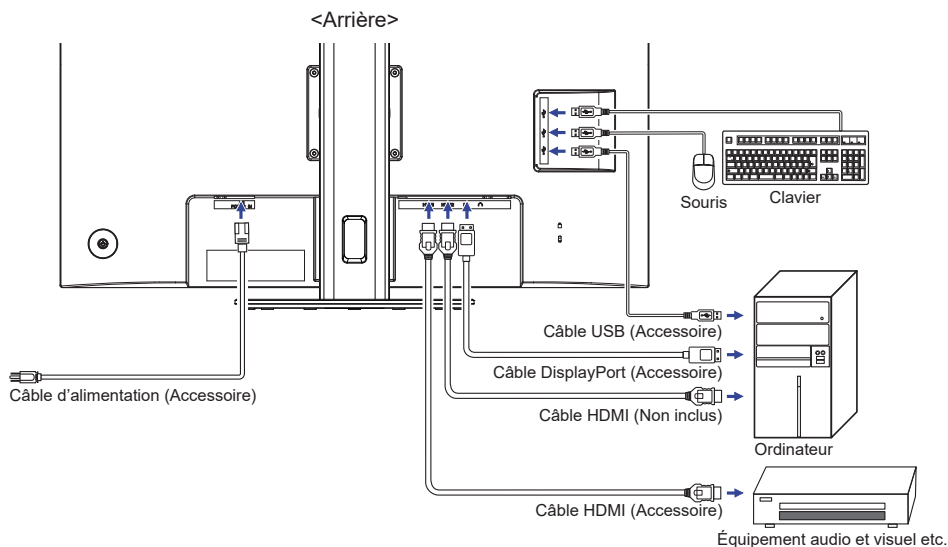 <Arrière>
Souris
Clavier
Câble USB (Accessoire)
Câble DisplayPort (Accessoire)
Câble d’alimentation (Accessoire)
Câble HDMI (Non inclus)
Ordinateur
Câble HDMI (Accessoire)
Équipement audio et visuel etc.